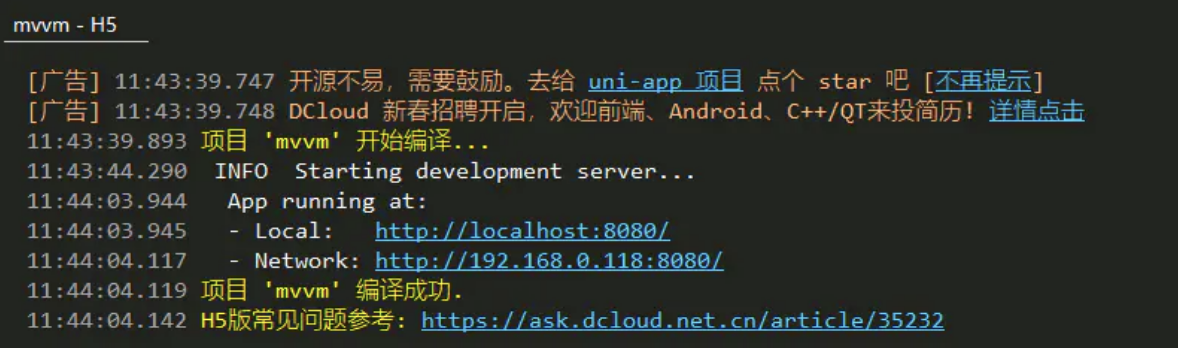 mvvm - H5
[广告] 11:43:39.747 开源不易，需要鼓励。去给 uni-app 项目 点个 star 吧 [不再提示]
[广告] 11:43:39.748 DCloud 新春招聘开启，欢迎前端、Android、C++/QT来投简历！详情点击
11:43:39.893 项目 'mvvm' 开始编译...
11:43:44.290 INFO Starting development server...
11:44:03.944 App running at:
11:44:03.945 - Local: http://localhost:8080/
11:44:04.117 - Network: http://192.168.0.118:8080/
11:44:04.119 项目 'mvvm' 编译成功.
11:44:04.142 H5版常见问题参考: https://ask.dcloud.net.cn/article/35232